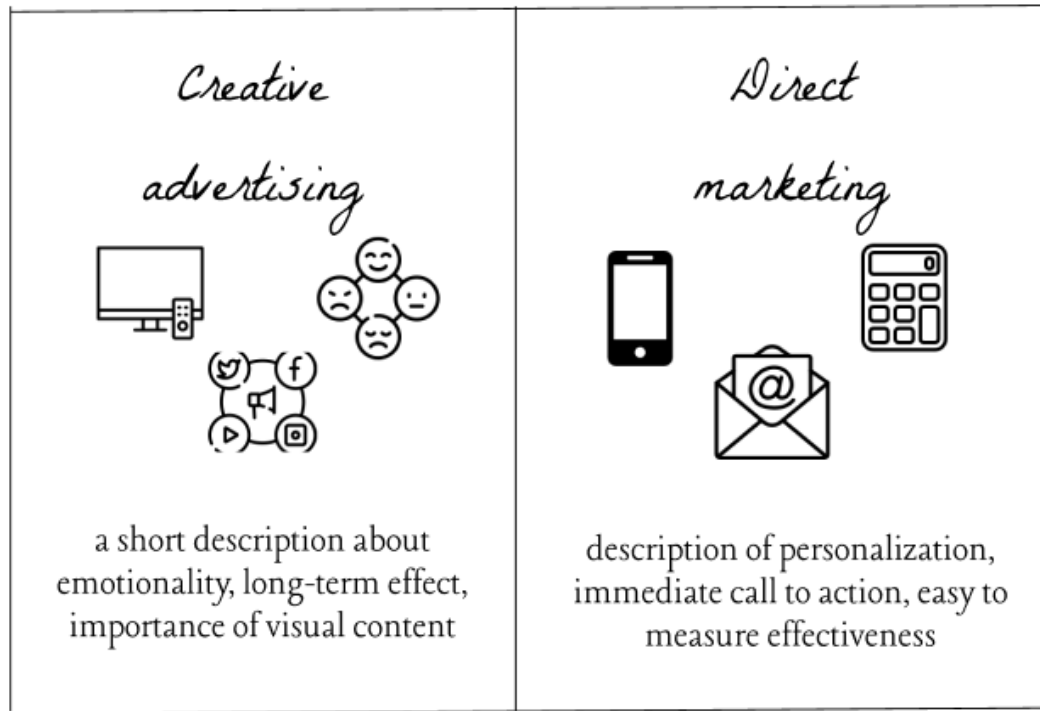 Creative
advertising
a short description about
emotionality, long-term effect,
importance of visual content
Direct
marketing
0
@
description of personalization,
immediate call to action, easy to
measure effectiveness